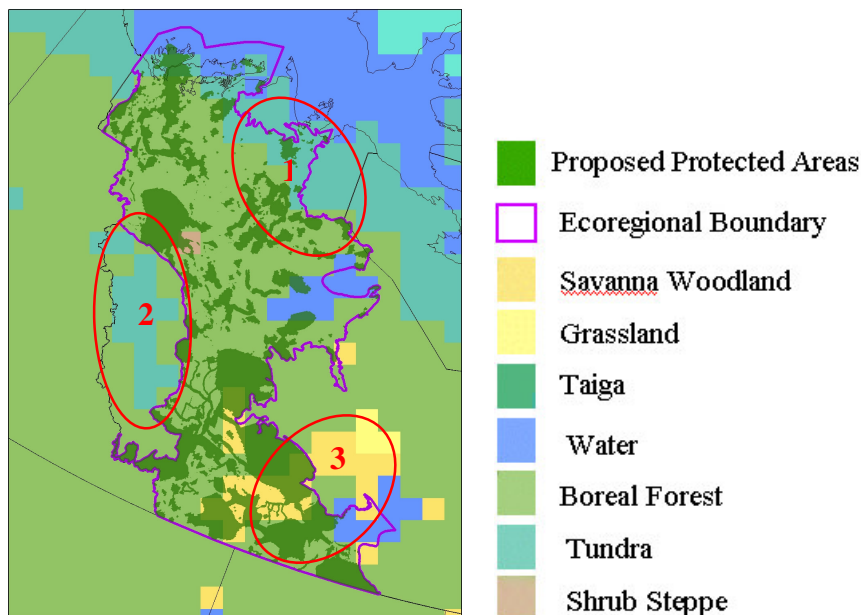 1
2
3
Proposed Protected Areas
Ecoregional Boundary
Savanna Woodland
Grassland
Taiga
Water
Boreal Forest
Tundra
Shrub Steppe